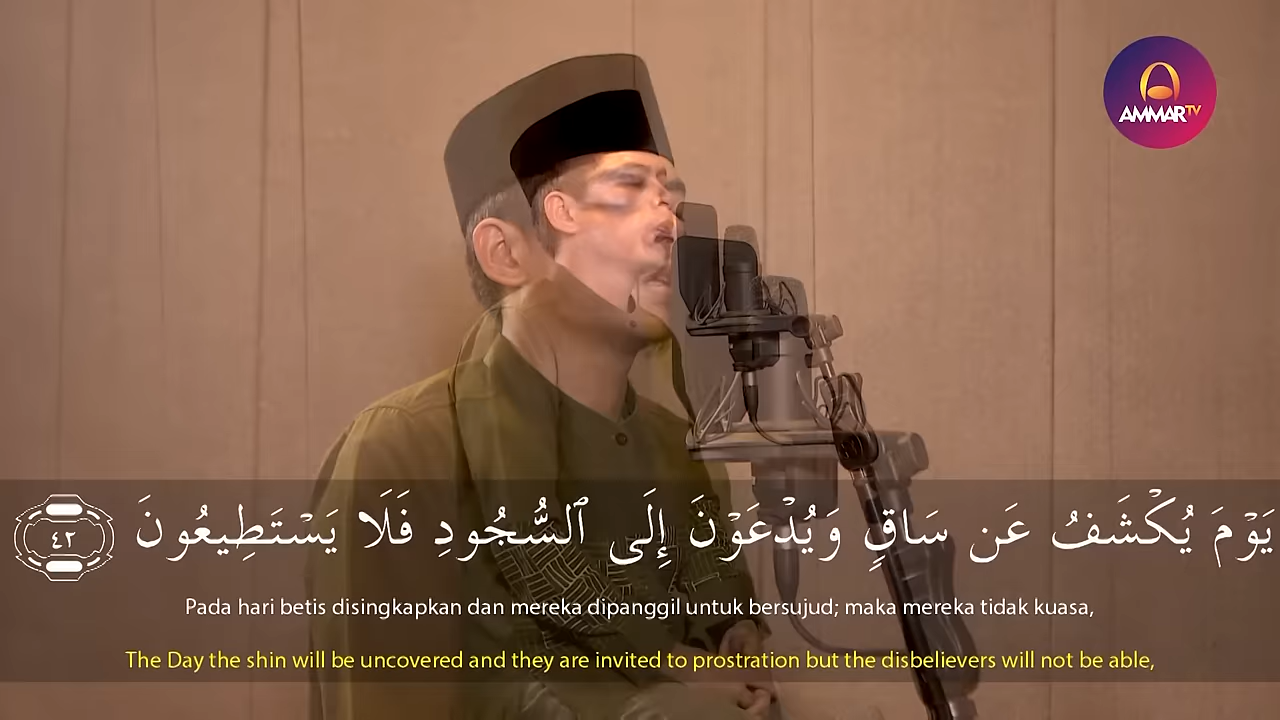 AMMARTV
يَوْمَ يُكْشَفُ عَن سَاقٍ وَيُدْعَوْنَ إِلَى ٱلسُّجُودِ فَلَا يَسْتَطِيعُونَ ٤٢
Pada hari betis disingkapkan dan mereka dipanggil untuk bersujud; maka mereka tidak kuasa,
The Day the shin will be uncovered and they are invited to prostration but the disbelievers will not be able,